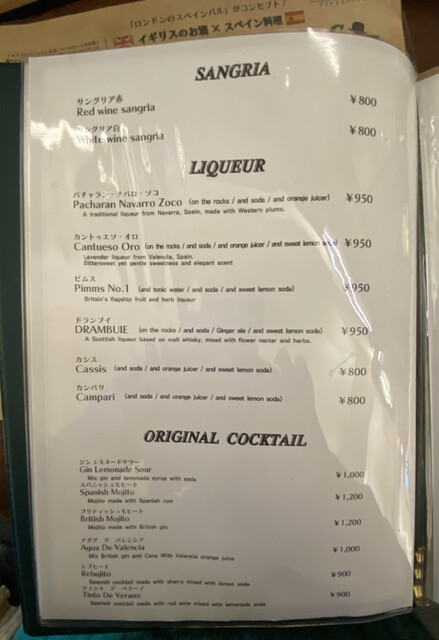 「ロンドンのスペインバル」がコンセプト!
イギリスのお酒 × スペイン料理
SANGRIA
サングリア赤
Red wine sangria ¥800
サングリア白
White wine sangria ¥800
LIQUEUR
パチャラン・ナバロ・ソコ
Pacharan Navarro Zoco (on the rocks / and soda / and orange juicer) ¥950
A traditional liqueur from Navarra, Spain, made with Western plums.
カントゥエソ・オロ
Cantueso Oro (on the rocks / and soda / and orange juicer / and sweet lemon soda) ¥950
Lavender liqueur from Valencia, Spain.
Bittersweet yet gentle sweetness and elegant scent
ピムス
Pimms No.1 (and tonic water / and soda / and sweet lemon soda) ¥950
Britain's flagship fruit and herb liqueur
ドランブイ
DRAMBUIE (on the rocks / and soda / Ginger ale / and sweet lemon soda) ¥950
A Scottish liqueur based on malt whisky, mixed with flower nectar and herbs.
カシス
Cassis (and soda / and orange juicer / and sweet lemon soda) ¥800
カンパリ
Campari (and soda / and orange juicer / and sweet lemon soda) ¥800
ORIGINAL COCKTAIL
ジン レモネードサワー
Gin Lemonade Sour ¥1,000
Mix gin and lemonade syrup with soda
スパニッシュモヒート
Spanish Mojito ¥1,200
Mojito made with Spanish rum
ブリティッシュモヒート
British Mojito ¥1,200
Mojito made with British gin
アグア デ バレンシア
Agua De Valencia ¥1,000
Mix British gin and Cava With Valencia orange juice
レブヒート
Rebujito ¥900
Spanish cocktail made with sherry mixed with lemon soda
ティント デ ベラーノ
Tinto De Verano ¥900
Spanish cocktail made with red wine mixed with lemonade soda